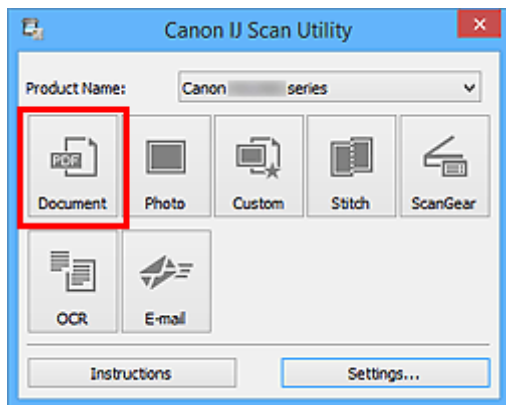 Canon IJ Scan Utility
Product Name: Canon series
PDF
Document Photo Custom Stitch ScanGear
OCR E-mail
Instructions Settings...